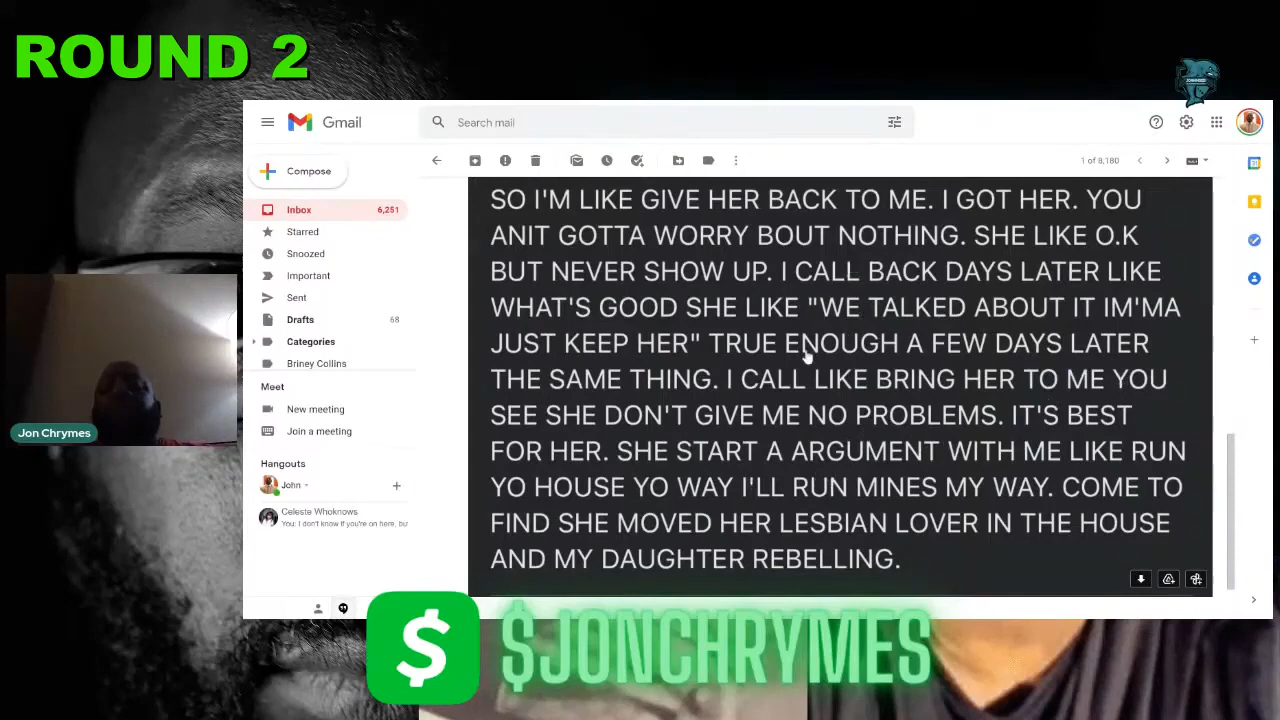 ROUND 2
Gmail
Search mail
Compose
1 of 8,180
Inbox 6,251
Starred
Snoozed
Important
Sent
Drafts 68
Categories
Briney Collins
Meet
New meeting
Join a meeting
Hangouts
John
Celeste Whoknows
You: I don't know if you're on here, bu
SO I'M LIKE GIVE HER BACK TO ME. I GOT HER. YOU
ANIT GOTTA WORRY BOUT NOTHING. SHE LIKE O.K
BUT NEVER SHOW UP. I CALL BACK DAYS LATER LIKE
WHAT'S GOOD SHE LIKE "WE TALKED ABOUT IT IM'MA
JUST KEEP HER" TRUE ENOUGH A FEW DAYS LATER
THE SAME THING. I CALL LIKE BRING HER TO ME YOU
SEE SHE DON'T GIVE ME NO PROBLEMS. IT'S BEST
FOR HER. SHE START A ARGUMENT WITH ME LIKE RUN
YO HOUSE YO WAY I'LL RUN MINES MY WAY. COME TO
FIND SHE MOVED HER LESBIAN LOVER IN THE HOUSE
AND MY DAUGHTER REBELLING.
Jon Chrymes
$ $JONCHRYMES